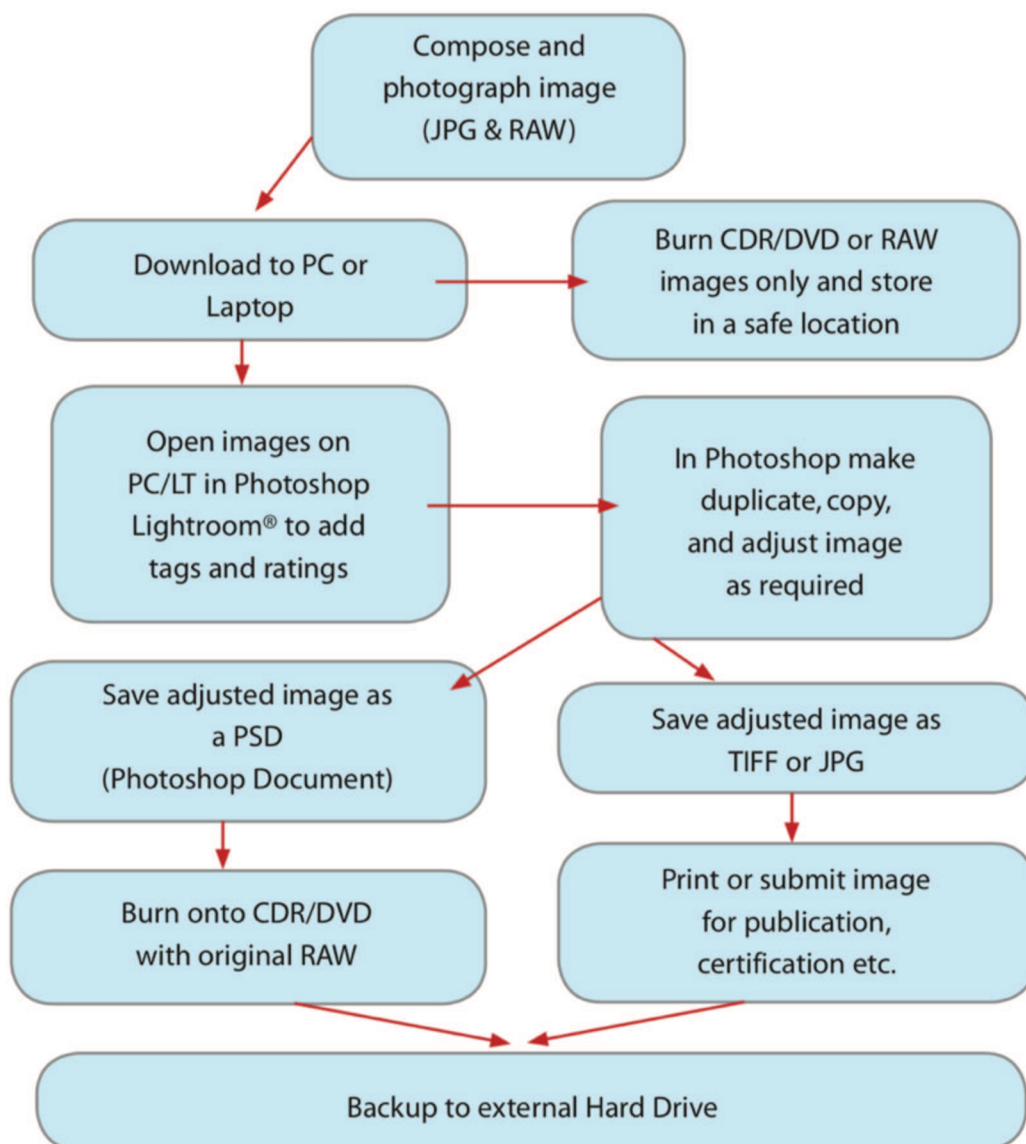 Compose and
photograph image
(JPG & RAW)
Download to PC or
Laptop
Burn CDR/DVD or RAW
images only and store
in a safe location
Open images on
PC/LT in Photoshop
Lightroom® to add
tags and ratings
In Photoshop make
duplicate, copy,
and adjust image
as required
Save adjusted image as
a PSD
(Photoshop Document)
Save adjusted image as
TIFF or JPG
Burn onto CDR/DVD
with original RAW
Print or submit image
for publication,
certification etc.
Backup to external Hard Drive